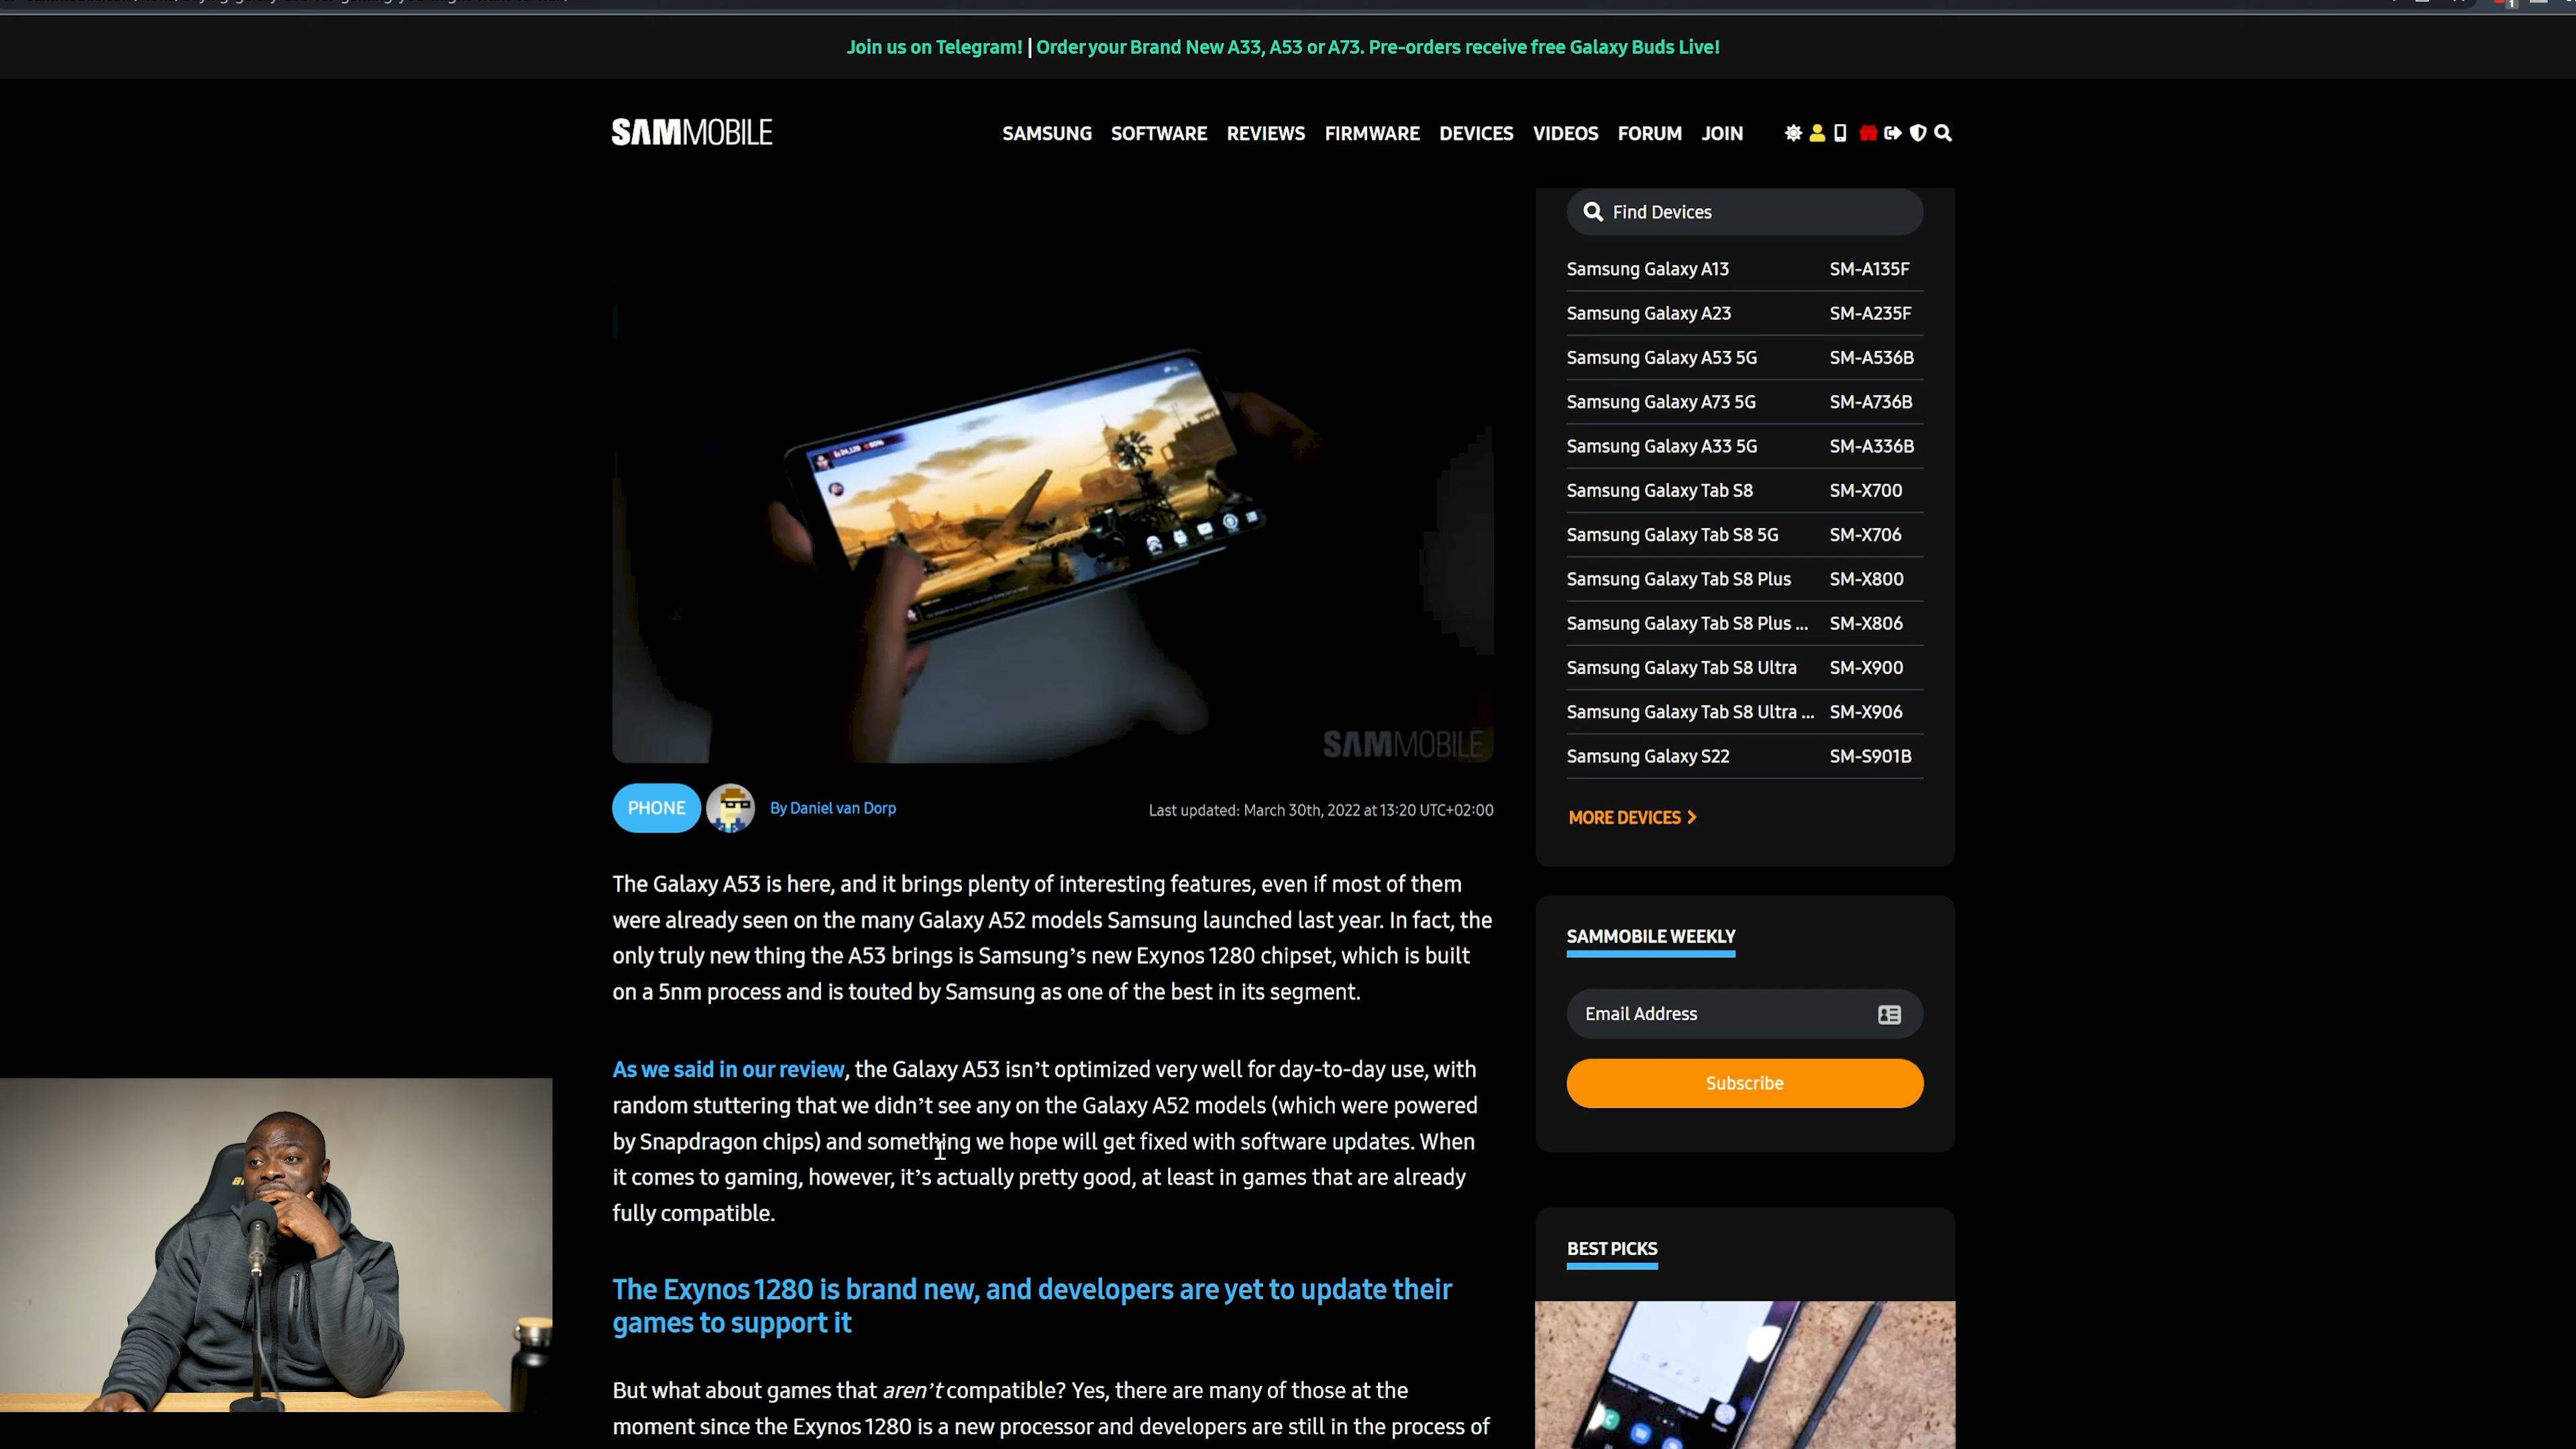 Join us on Telegram! | Order your Brand New A33, A53 or A73. Pre-orders receive free Galaxy Buds Live!
SAMMOBILE
SAMSUNG SOFTWARE REVIEWS FIRMWARE DEVICES VIDEOS FORUM JOIN
Find Devices
Samsung Galaxy A13 SM-A135F
Samsung Galaxy A23 SM-A235F
Samsung Galaxy A53 5G SM-A536B
Samsung Galaxy A73 5G SM-A736B
Samsung Galaxy A33 5G SM-A336B
Samsung Galaxy Tab S8 SM-X700
Samsung Galaxy Tab S8 5G SM-X706
Samsung Galaxy Tab S8 Plus SM-X800
Samsung Galaxy Tab S8 Plus ... SM-X806
Samsung Galaxy Tab S8 Ultra SM-X900
Samsung Galaxy Tab S8 Ultra ... SM-X906
Samsung Galaxy S22 SM-S901B
MORE DEVICES >
SAMMOBILE
PHONE By Daniel van Dorp Last updated: March 30th, 2022 at 13:20 UTC+02:00
The Galaxy A53 is here, and it brings plenty of interesting features, even if most of them
were already seen on the many Galaxy A52 models Samsung launched last year. In fact, the
only truly new thing the A53 brings is Samsung's new Exynos 1280 chipset, which is built
on a 5nm process and is touted by Samsung as one of the best in its segment.
As we said in our review, the Galaxy A53 isn't optimized very well for day-to-day use, with
random stuttering that we didn't see any on the Galaxy A52 models (which were powered
by Snapdragon chips) and something we hope will get fixed with software updates. When
it comes to gaming, however, it's actually pretty good, at least in games that are already
fully compatible.
The Exynos 1280 is brand new, and developers are yet to update their
games to support it
But what about games that aren't compatible? Yes, there are many of those at the
moment since the Exynos 1280 is a new processor and developers are still in the process of
SAMMOBILE WEEKLY
Email Address
Subscribe
BEST PICKS